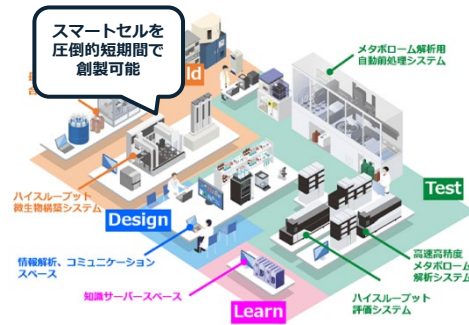 スマートセルを
圧倒的短期間で
創製可能
ld
メタボローム解析用
自動前処理システム
ハイスループット
微生物構築システム
Design
Test
情報解析、コミュニケーション
スペース
知識サーバースペース
Learn
高速高精度
メタボローム
解析システム
ハイスループット
評価システム